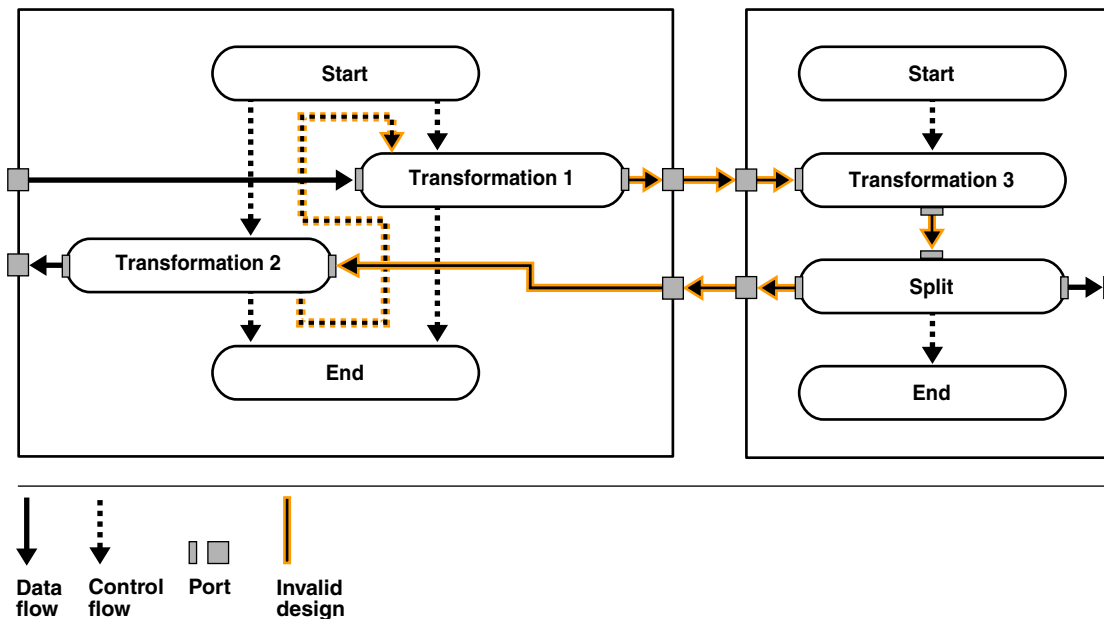 Start
Start
Transformation 1
Transformation 3
Transformation 2
Split
End
End
Data
flow
Control
flow
Port
Invalid
design